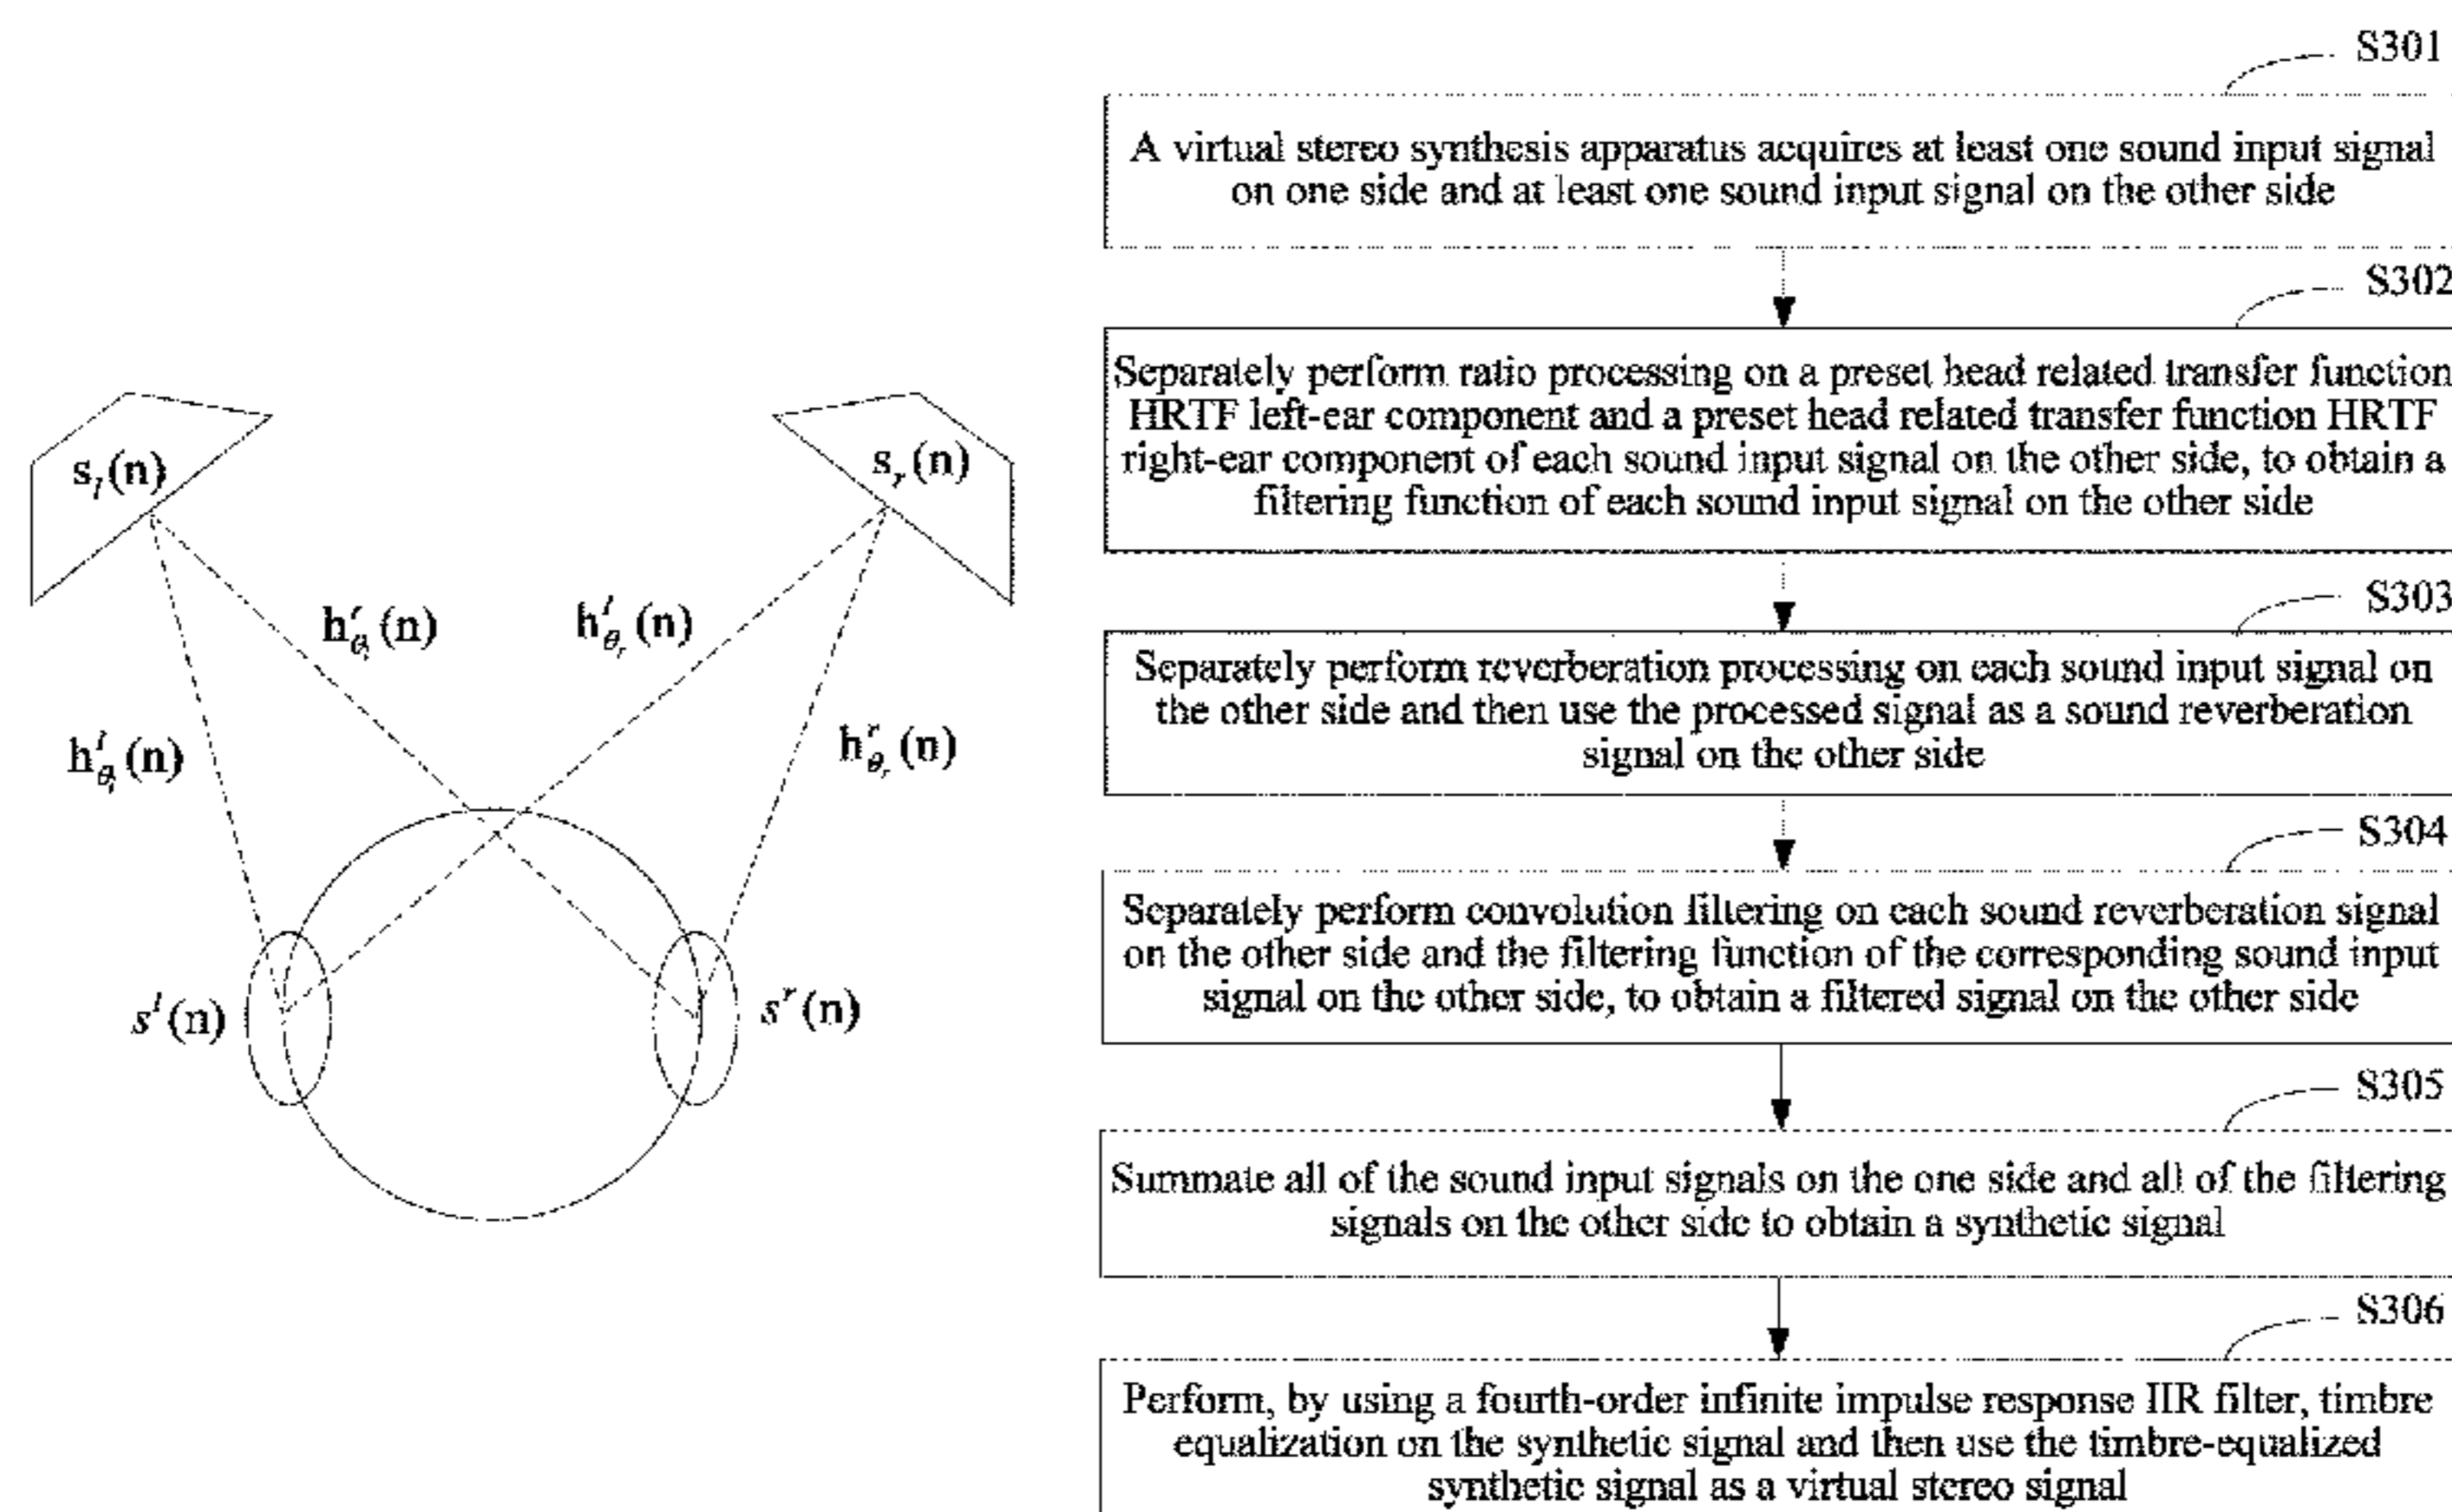 s_l(n)
s_r(n)
h^r_{θ_l}(n)
h^l_{θ_r}(n)
h^l_{θ_l}(n)
h^r_{θ_r}(n)
s^l(n)
s^r(n)
S301
A virtual stereo synthesis apparatus acquires at least one sound input signal
on one side and at least one sound input signal on the other side
S302
Separately perform ratio processing on a preset head related transfer function
HRTF left-ear component and a preset head related transfer function HRTF
right-ear component of each sound input signal on the other side, to obtain a
filtering function of each sound input signal on the other side
S303
Separately perform reverberation processing on each sound input signal on
the other side and then use the processed signal as a sound reverberation
signal on the other side
S304
Separately perform convolution filtering on each sound reverberation signal
on the other side and the filtering function of the corresponding sound input
signal on the other side, to obtain a filtered signal on the other side
S305
Summate all of the sound input signals on the one side and all of the filtering
signals on the other side to obtain a synthetic signal
S306
Perform, by using a fourth-order infinite impulse response IIR filter, timbre
equalization on the synthetic signal and then use the timbre-equalized
synthetic signal as a virtual stereo signal